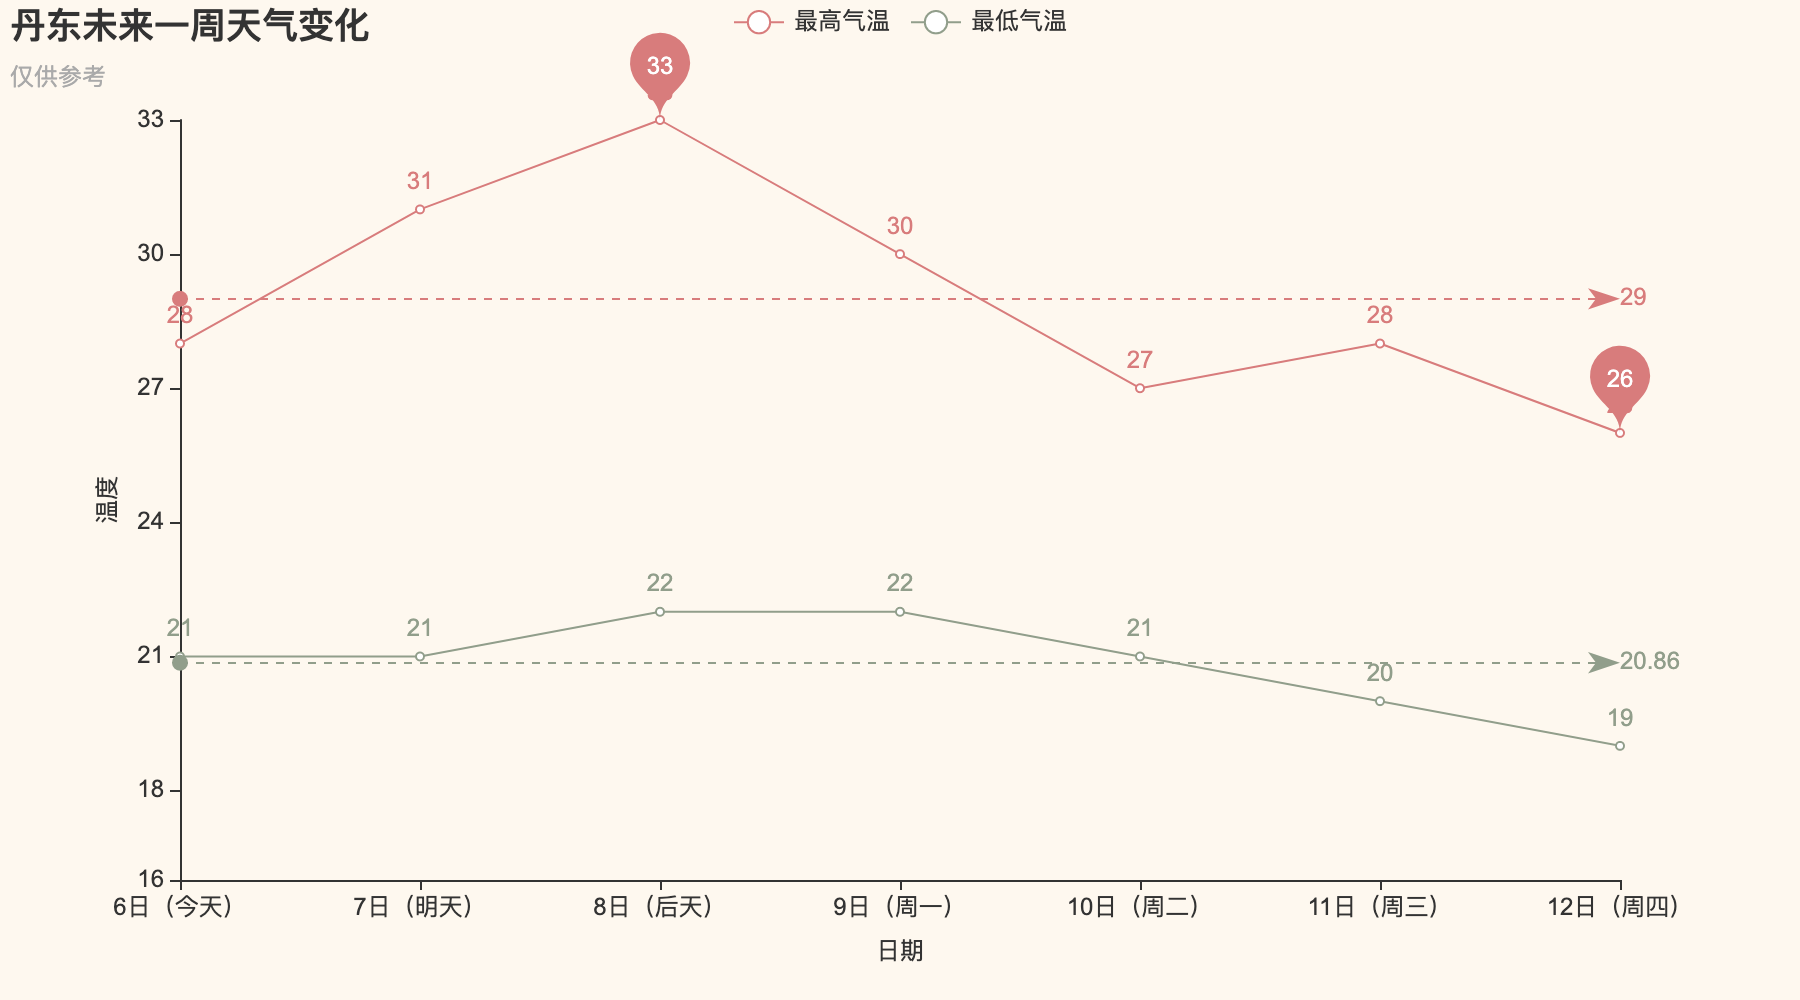 丹东未来一周天气变化
仅供参考
最高气温
最低气温
33
33
31
30
30
29
28
28
27
27
26
温度
24
22
22
21
21
21
21
20.86
20
19
18
16
6日（今天）
7日（明天）
8日（后天）
9日（周一）
10日（周二）
11日（周三）
12日（周四）
日期